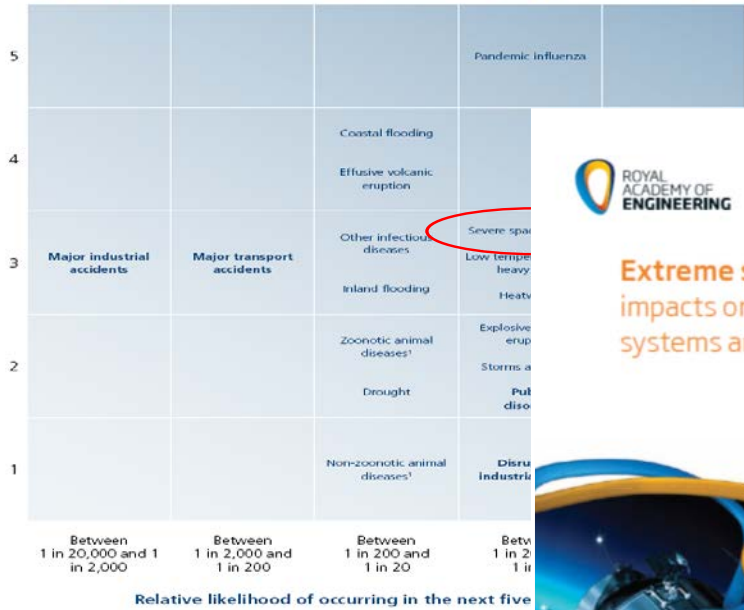 5
Pandemic influenza
4
Coastal flooding
Effusive volcanic
eruption
3
Major industrial
accidents
Major transport
accidents
Other infectious
diseases
Inland flooding
Severe spac
Low tempe
heavy
Heatw
2
Zoonotic animal
diseases¹
Drought
Explosive
erup
Storms a
Pub
diso
1
Non-zoonotic animal
diseases¹
Disru
industria
Between
1 in 20,000 and 1
in 2,000
Between
1 in 2,000 and
1 in 200
Between
1 in 200 and
1 in 20
Betw
1 in 2
1 i
Relative likelihood of occurring in the next five
ROYAL
ACADEMY OF
ENGINEERING
Extreme s
impacts on
systems a